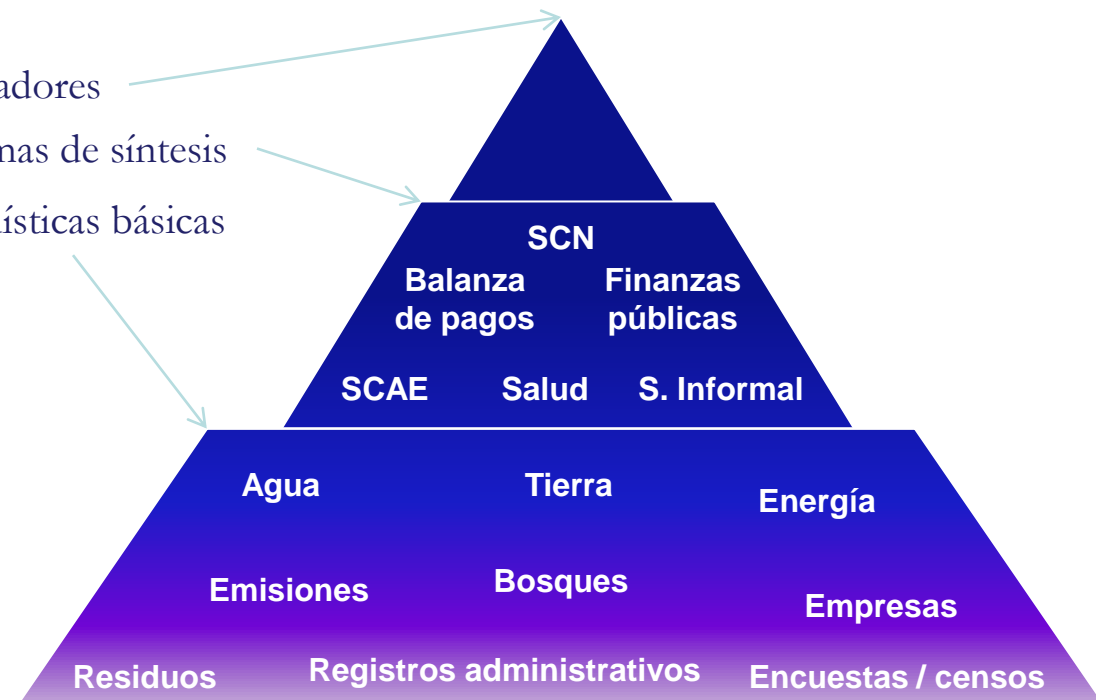 adores
mas de síntesis
ísticas básicas
SCN
Balanza
de pagos
Finanzas
públicas
SCAE Salud S. Informal
Agua Tierra Energía
Emisiones Bosques Empresas
Residuos Registros administrativos Encuestas / censos